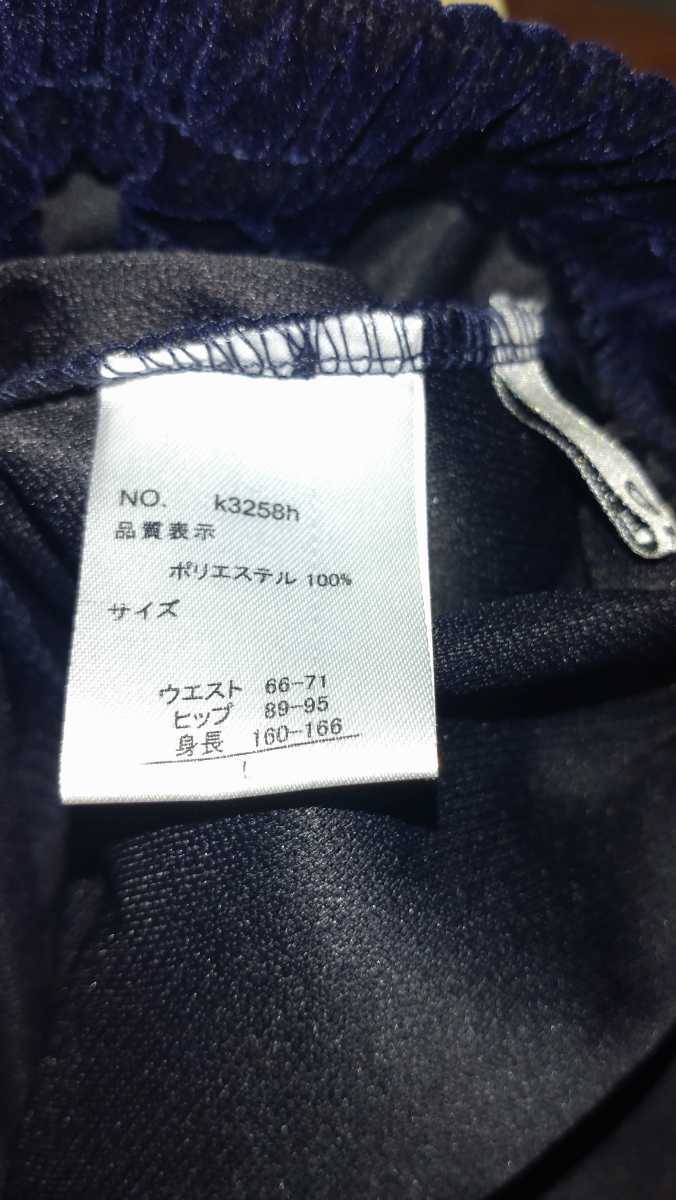 NO. k3258h
品質表示
ポリエステル 100%
サイズ
ウエスト 66-71
ヒップ 89-95
身長 160-166